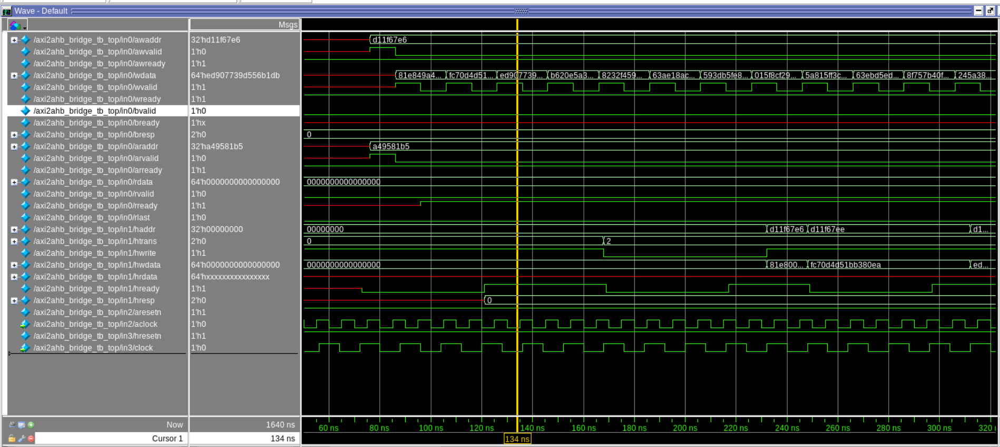 Wave - Default
Msgs
/axi2ahb_bridge_tb_top/in0/awaddr 32'hd11f67e6 d11f67e6
/axi2ahb_bridge_tb_top/in0/awvalid 1'h0
/axi2ahb_bridge_tb_top/in0/awready 1'h1
/axi2ahb_bridge_tb_top/in0/wdata 64'hed907739d556b1db 81e849a4... fc70d4d51... ed907739... b620e5a3... 8232f459... 63ae18ac... 593db5fe8... 015f8cf29... 5a815ff3c... 63ebd5ed... 8f757b40f... 245a38...
/axi2ahb_bridge_tb_top/in0/wvalid 1'h1
/axi2ahb_bridge_tb_top/in0/wready 1'h1
/axi2ahb_bridge_tb_top/in0/bvalid 1'h0
/axi2ahb_bridge_tb_top/in0/bready 1'hx
/axi2ahb_bridge_tb_top/in0/bresp 2'h0 0
/axi2ahb_bridge_tb_top/in0/araddr 32'ha49581b5 a49581b5
/axi2ahb_bridge_tb_top/in0/arvalid 1'h0
/axi2ahb_bridge_tb_top/in0/arready 1'h1
/axi2ahb_bridge_tb_top/in0/rdata 64'h0000000000000000 0000000000000000
/axi2ahb_bridge_tb_top/in0/rvalid 1'h0
/axi2ahb_bridge_tb_top/in0/rready 1'h1
/axi2ahb_bridge_tb_top/in0/rlast 1'h0
/axi2ahb_bridge_tb_top/in1/haddr 32'h00000000 00000000 d11f67e6 d11f67ee d1...
/axi2ahb_bridge_tb_top/in1/htrans 2'h0 0 2
/axi2ahb_bridge_tb_top/in1/hwrite 1'h1
/axi2ahb_bridge_tb_top/in1/hwdata 64'h0000000000000000 0000000000000000 81e800... fc70d4d51bb380ea ed...
/axi2ahb_bridge_tb_top/in1/hrdata 64'hxxxxxxxxxxxxxxxx
/axi2ahb_bridge_tb_top/in1/hready 1'h1
/axi2ahb_bridge_tb_top/in1/hresp 2'h0 0
/axi2ahb_bridge_tb_top/in2/aresetn 1'h1
/axi2ahb_bridge_tb_top/in2/aclock 1'h0
/axi2ahb_bridge_tb_top/in3/hresetn 1'h1
/axi2ahb_bridge_tb_top/in3/clock 1'h0
Now 1640 ns 60 ns 80 ns 100 ns 120 ns 140 ns 160 ns 180 ns 200 ns 220 ns 240 ns 260 ns 280 ns 300 ns 320 n
Cursor 1 134 ns 134 ns